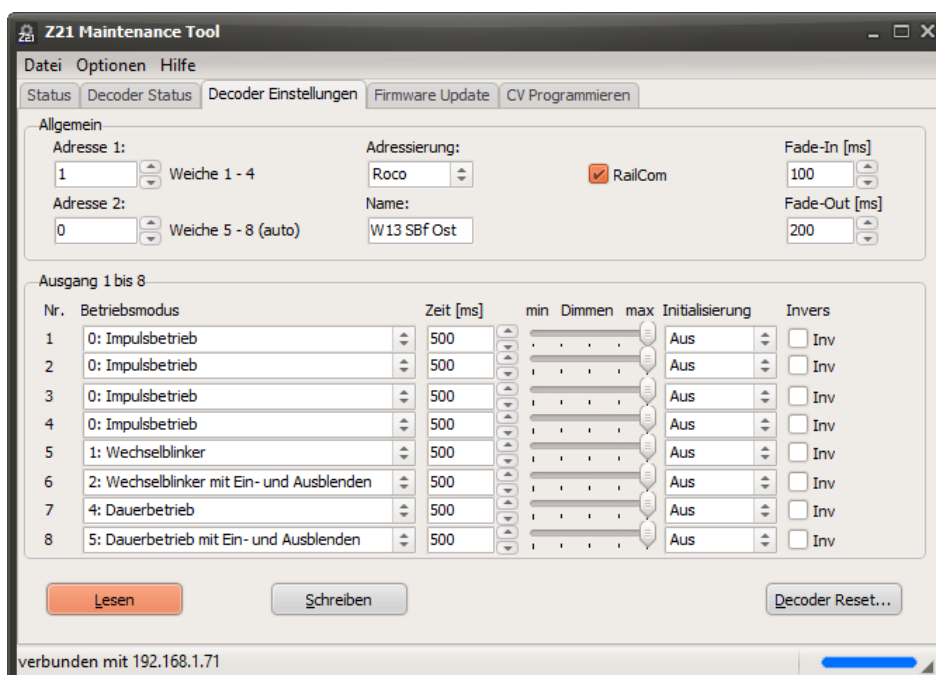 Z21 Maintenance Tool
Datei Optionen Hilfe
Status Decoder Status Decoder Einstellungen Firmware Update CV Programmieren
Allgemein
Adresse 1: Adressierung: Fade-In [ms]
1 Weiche 1 - 4 Roco RailCom 100
Adresse 2: Name: Fade-Out [ms]
0 Weiche 5 - 8 (auto) W13 SBf Ost 200
Ausgang 1 bis 8
Nr. Betriebsmodus Zeit [ms] min Dimmen max Initialisierung Invers
1 0: Impulsbetrieb 500 Aus Inv
2 0: Impulsbetrieb 500 Aus Inv
3 0: Impulsbetrieb 500 Aus Inv
4 0: Impulsbetrieb 500 Aus Inv
5 1: Wechselblinker 500 Aus Inv
6 2: Wechselblinker mit Ein- und Ausblenden 500 Aus Inv
7 4: Dauerbetrieb 500 Aus Inv
8 5: Dauerbetrieb mit Ein- und Ausblenden 500 Aus Inv
Lesen Schreiben Decoder Reset...
verbunden mit 192.168.1.71